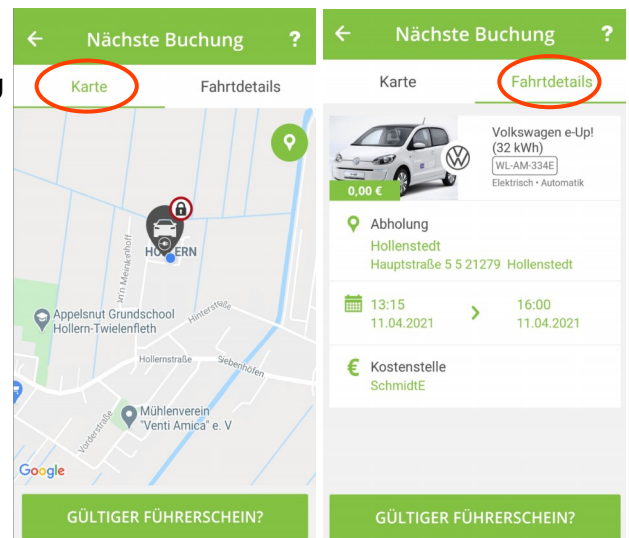 g
Nächste Buchung ?
Karte Fahrtdetails
HOLLERN
In'n Meinkenhoff
Appelsnut Grundschool
Hollern-Twielenfleth
Hinterstraße
Hollernstraße
Siebenhöfen
Vorderstraße
Mühlenverein
"Venti Amica" e. V
Google
GÜLTIGER FÜHRERSCHEIN?
Nächste Buchung ?
Karte Fahrtdetails
0,00 €
Volkswagen e-Up!
(32 kWh)
WL-AM-334E
Elektrisch • Automatik
Abholung
Hollenstedt
Hauptstraße 5 5 21279 Hollenstedt
13:15 > 16:00
11.04.2021 11.04.2021
€ Kostenstelle
SchmidtE
GÜLTIGER FÜHRERSCHEIN?